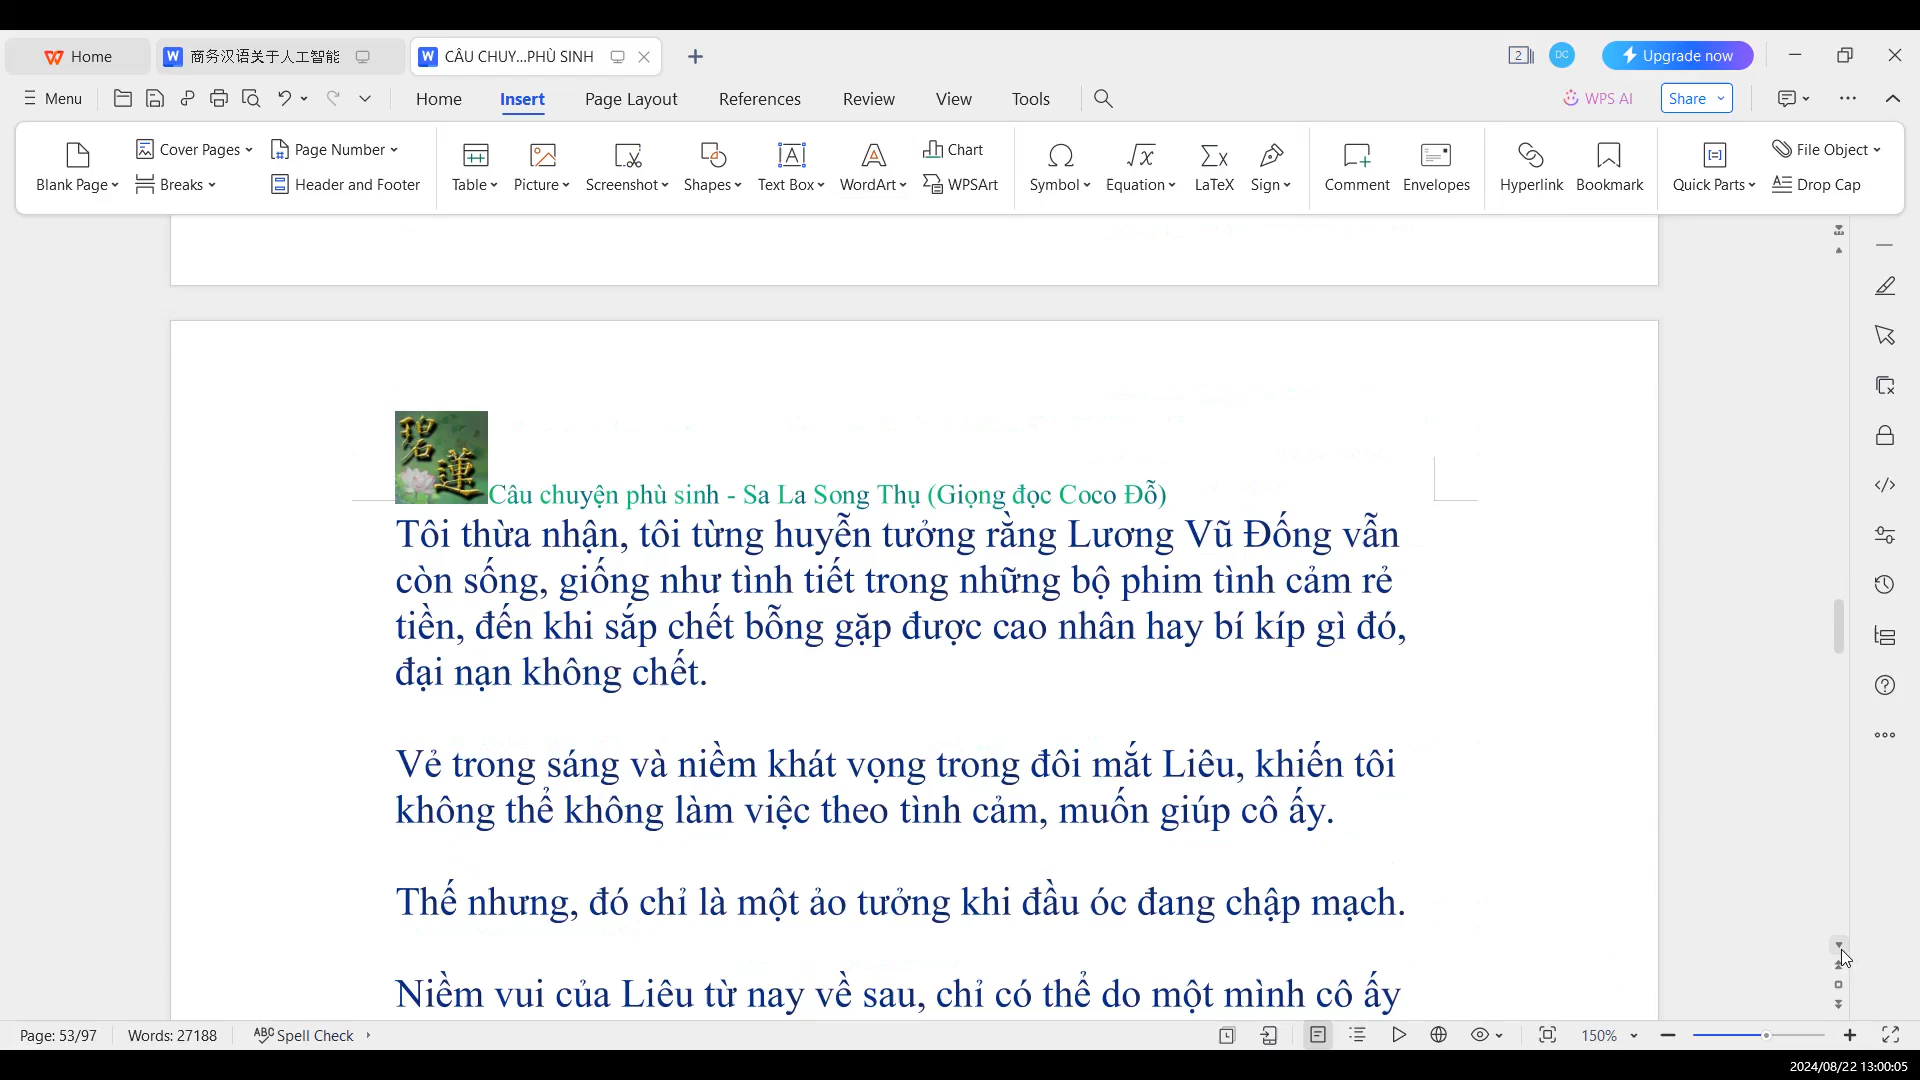 Home
商务汉语关于人工智能
CÂU CHUY...PHÙ SINH
2
DC
Upgrade now
Menu
Home Insert Page Layout References Review View Tools
WPS AI
Share
Blank Page
Cover Pages
Breaks
Page Number
Header and Footer
Table
Picture
Screenshot
Shapes
Text Box
WordArt
Chart
WPSArt
Symbol
Equation
LaTeX
Sign
Comment
Envelopes
Hyperlink
Bookmark
Quick Parts
File Object
Drop Cap
碧
蓮
Câu chuyện phù sinh - Sa La Song Thụ (Giọng đọc Coco Đỗ)
Tôi thừa nhận, tôi từng huyễn tưởng rằng Lương Vũ Đống vẫn
còn sống, giống như tình tiết trong những bộ phim tình cảm rẻ
tiền, đến khi sắp chết bỗng gặp được cao nhân hay bí kíp gì đó,
đại nạn không chết.
Vẻ trong sáng và niềm khát vọng trong đôi mắt Liêu, khiến tôi
không thể không làm việc theo tình cảm, muốn giúp cô ấy.
Thế nhưng, đó chỉ là một ảo tưởng khi đầu óc đang chập mạch.
Niềm vui của Liêu từ nay về sau, chỉ có thể do một mình cô ấy
Page: 53/97
Words: 27188
ABC Spell Check
150%
2024/08/22 13:00:05